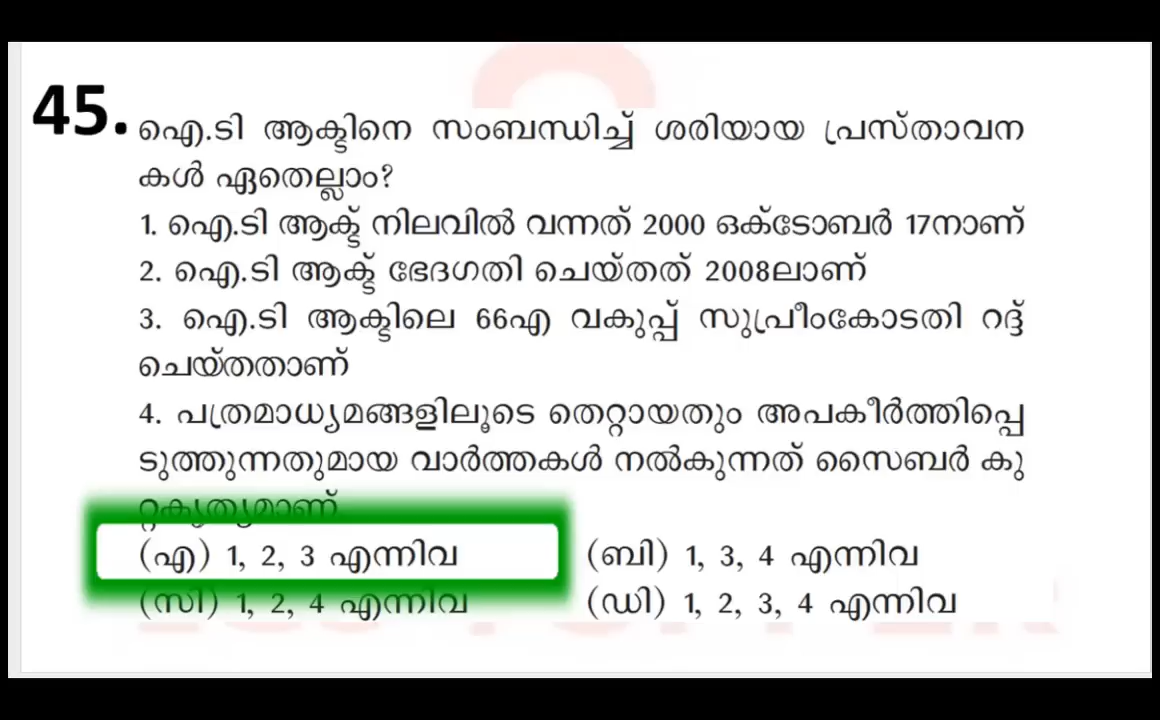 45. ഐ.ടി ആക്ടിനെ സംബന്ധിച്ച് ശരിയായ പ്രസ്താവന
കൾ ഏതെല്ലാം?
1. ഐ.ടി ആക്ട് നിലവിൽ വന്നത് 2000 ഒക്ടോബർ 17നാണ്
2. ഐ.ടി ആക്ട് ഭേദഗതി ചെയ്തത് 2008ലാണ്
3. ഐ.ടി ആക്ടിലെ 66എ വകുപ്പ് സുപ്രീംകോടതി റദ്ദ്
ചെയ്തതാണ്
4. പത്രമാധ്യമങ്ങളിലൂടെ തെറ്റായതും അപകീർത്തിപ്പെ
ടുത്തുന്നതുമായ വാർത്തകൾ നൽകുന്നത് സൈബർ കു
റ്റകൃത്യമാണ്
(എ) 1, 2, 3 എന്നിവ (ബി) 1, 3, 4 എന്നിവ
(സി) 1, 2, 4 എന്നിവ (ഡി) 1, 2, 3, 4 എന്നിവ